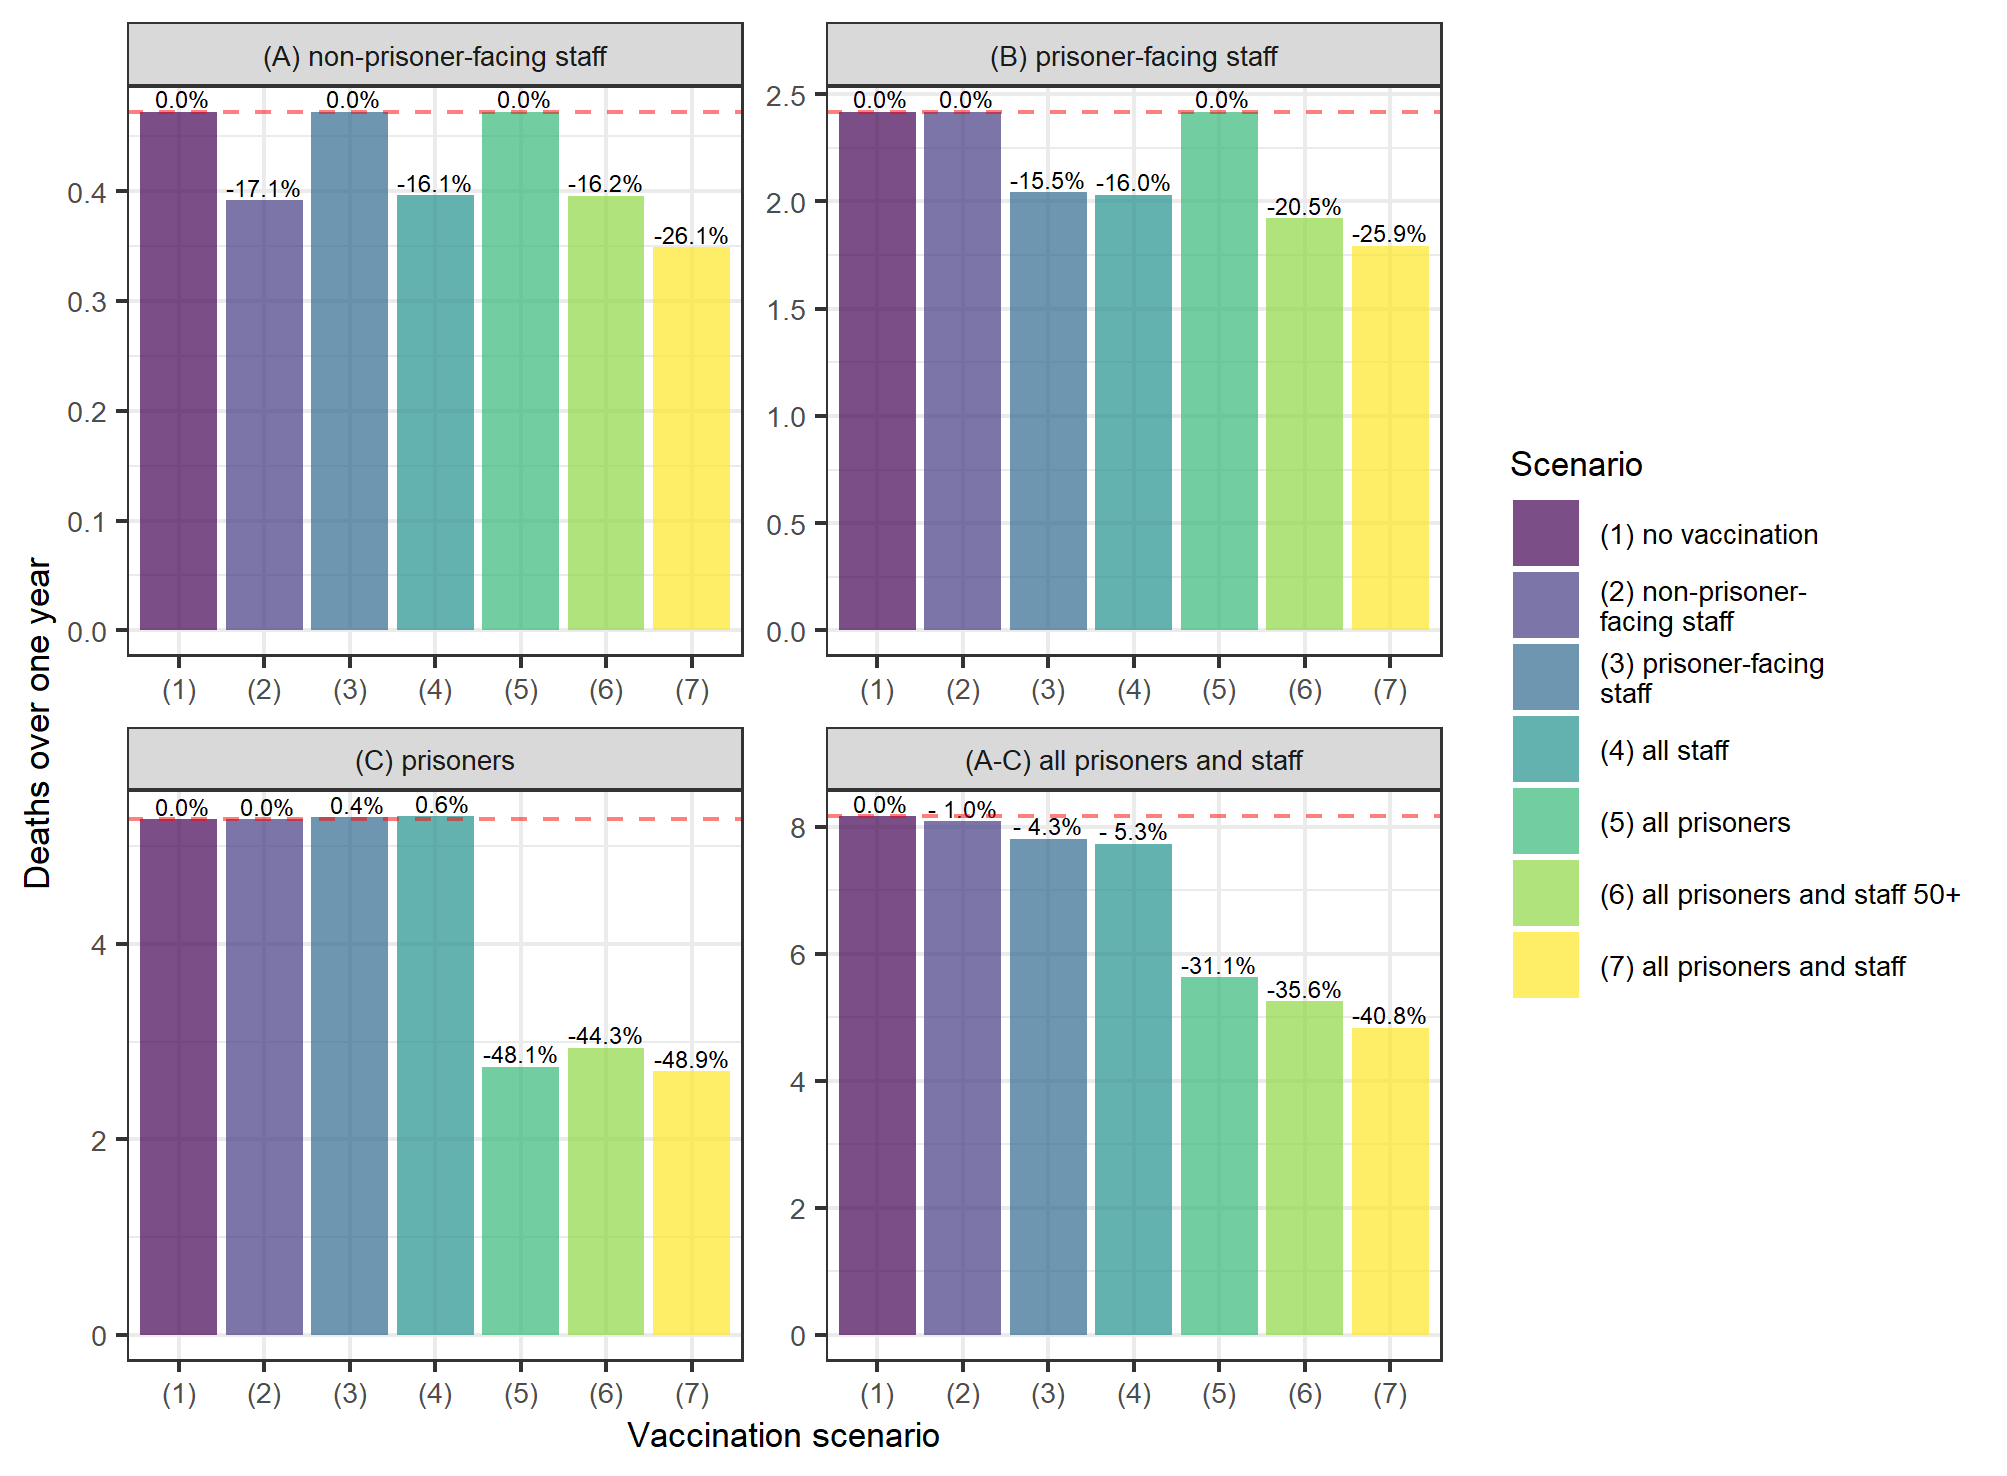 (A) non-prisoner-facing staff
0.0%
-17.1%
0.0%
-16.1%
0.0%
-16.2%
-26.1%
0.4
0.3
0.2
0.1
0.0
(1) (2) (3) (4) (5) (6) (7)
(B) prisoner-facing staff
0.0%
0.0%
-15.5%
-16.0%
0.0%
-20.5%
-25.9%
2.5
2.0
1.5
1.0
0.5
0.0
(1) (2) (3) (4) (5) (6) (7)
(C) prisoners
0.0%
0.0%
0.4%
0.6%
-48.1%
-44.3%
-48.9%
4
2
0
(1) (2) (3) (4) (5) (6) (7)
(A-C) all prisoners and staff
0.0%
- 1.0%
- 4.3%
- 5.3%
-31.1%
-35.6%
-40.8%
8
6
4
2
0
(1) (2) (3) (4) (5) (6) (7)
Deaths over one year
Vaccination scenario
Scenario
(1) no vaccination
(2) non-prisoner-
facing staff
(3) prisoner-facing
staff
(4) all staff
(5) all prisoners
(6) all prisoners and staff 50+
(7) all prisoners and staff